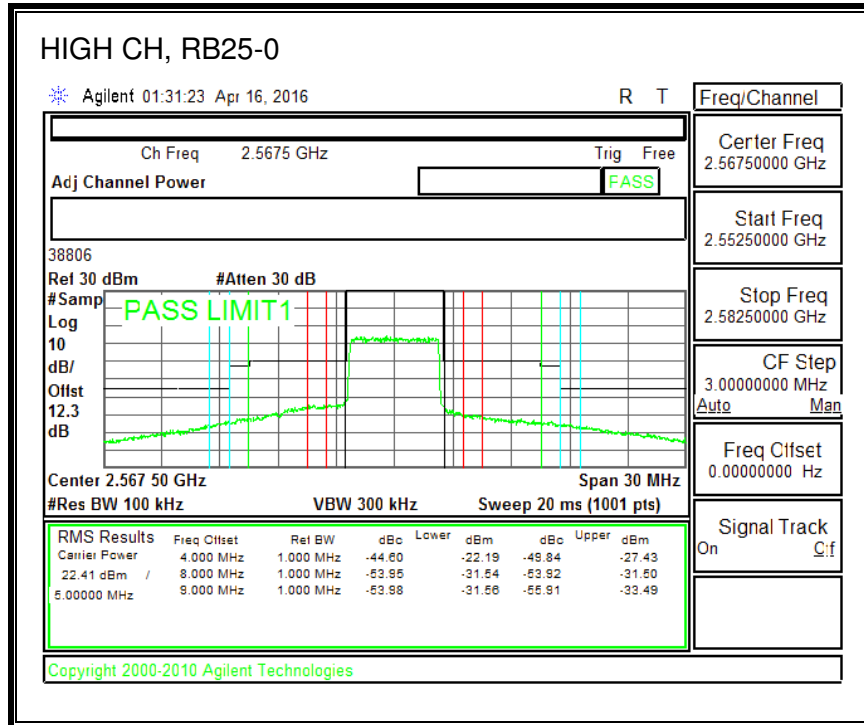 HIGH CH, RB25-0
Agilent 01:31:23 Apr 16, 2016 R T
Ch Freq 2.5675 GHz Trig Free
Adj Channel Power PASS
38806
Ref 30 dBm #Atten 30 dB
#Samp
Log
10
dB/
Offst
12.3
dB
PASS LIMIT1
Center 2.567 50 GHz Span 30 MHz
#Res BW 100 kHz VBW 300 kHz Sweep 20 ms (1001 pts)
RMS Results Freq Offset Ref BW dBc Lower dBm dBc Upper dBm
Carrier Power 4.000 MHz 1.000 MHz -44.60 -22.19 -49.84 -27.43
22.41 dBm / 8.000 MHz 1.000 MHz -53.95 -31.54 -53.92 -31.50
5.00000 MHz 9.000 MHz 1.000 MHz -53.98 -31.56 -55.91 -33.49
Copyright 2000-2010 Agilent Technologies
Freq/Channel
Center Freq
2.56750000 GHz
Start Freq
2.55250000 GHz
Stop Freq
2.58250000 GHz
CF Step
3.00000000 MHz
Auto Man
Freq Offset
0.00000000 Hz
Signal Track
On Off